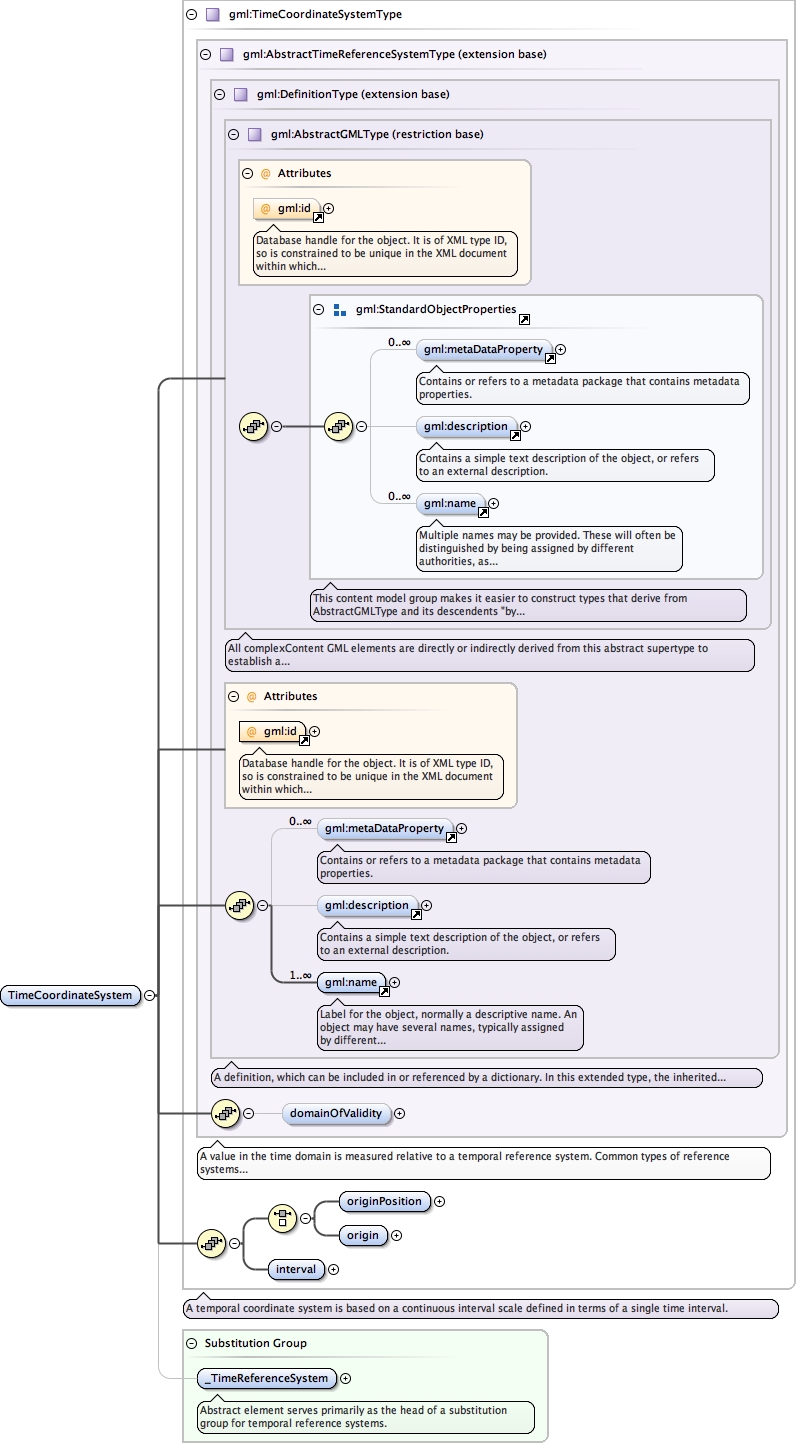 gml:TimeCoordinateSystemType
gml:AbstractTimeReferenceSystemType (extension base)
gml:DefinitionType (extension base)
gml:AbstractGMLType (restriction base)
@ Attributes
@ gml:id
Database handle for the object. It is of XML type ID,
so is constrained to be unique in the XML document
within which...
gml:StandardObjectProperties
0..∞
gml:metaDataProperty
Contains or refers to a metadata package that contains metadata
properties.
gml:description
Contains a simple text description of the object, or refers
to an external description.
0..∞
gml:name
Multiple names may be provided. These will often be
distinguished by being assigned by different
authorities, as...
This content model group makes it easier to construct types that derive from
AbstractGMLType and its descendents "by...
All complexContent GML elements are directly or indirectly derived from this abstract supertype to
establish a...
@ Attributes
@ gml:id
Database handle for the object. It is of XML type ID,
so is constrained to be unique in the XML document
within which...
0..∞
gml:metaDataProperty
Contains or refers to a metadata package that contains metadata
properties.
gml:description
Contains a simple text description of the object, or refers
to an external description.
1..∞
gml:name
Label for the object, normally a descriptive name. An
object may have several names, typically assigned
by different...
TimeCoordinateSystem
A definition, which can be included in or referenced by a dictionary. In this extended type, the inherited...
domainOfValidity
A value in the time domain is measured relative to a temporal reference system. Common types of reference
systems...
originPosition
origin
interval
A temporal coordinate system is based on a continuous interval scale defined in terms of a single time interval.
Substitution Group
_TimeReferenceSystem
Abstract element serves primarily as the head of a substitution
group for temporal reference systems.